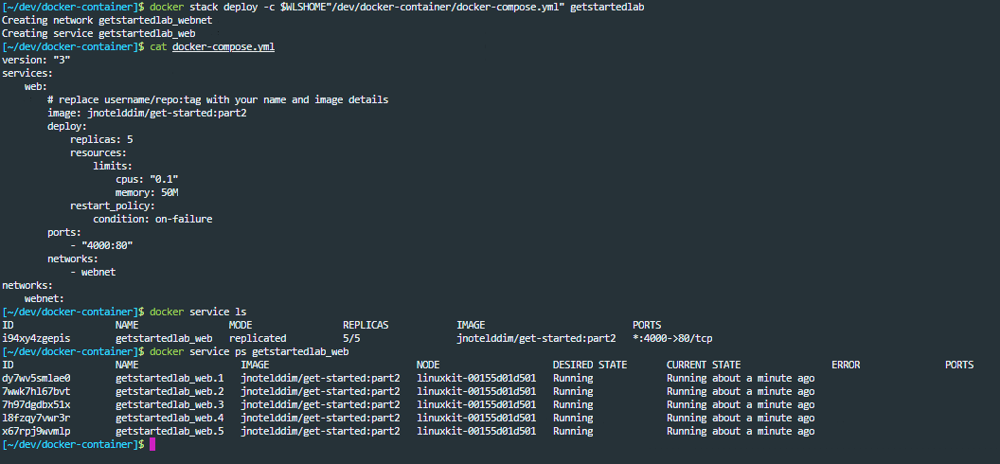 [~/dev/docker-container]$ docker stack deploy -c $WLSHOME"/dev/docker-container/docker-compose.yml" getstartedlab
Creating network getstartedlab_webnet
Creating service getstartedlab_web
[~/dev/docker-container]$ cat docker-compose.yml
version: "3"
services:
    web:
        # replace username/repo:tag with your name and image details
        image: jnotelddim/get-started:part2
        deploy:
            replicas: 5
            resources:
                limits:
                    cpus: "0.1"
                    memory: 50M
            restart_policy:
                condition: on-failure
        ports:
            - "4000:80"
        networks:
            - webnet
networks:
    webnet:
[~/dev/docker-container]$ docker service ls
ID                  NAME                MODE                REPLICAS            IMAGE                          PORTS
i94xy4zgepis        getstartedlab_web   replicated          5/5                 jnotelddim/get-started:part2   *:4000->80/tcp
[~/dev/docker-container]$ docker service ps getstartedlab_web
ID                  NAME                  IMAGE                          NODE                    DESIRED STATE       CURRENT STATE                ERROR               PORTS
dy7wv5smlae0        getstartedlab_web.1   jnotelddim/get-started:part2   linuxkit-00155d01d501   Running             Running about a minute ago
7wwk7hl67bvt        getstartedlab_web.2   jnotelddim/get-started:part2   linuxkit-00155d01d501   Running             Running about a minute ago
7h97dgdbx51x        getstartedlab_web.3   jnotelddim/get-started:part2   linuxkit-00155d01d501   Running             Running about a minute ago
l8fzqy7vwr3r        getstartedlab_web.4   jnotelddim/get-started:part2   linuxkit-00155d01d501   Running             Running about a minute ago
x67rpj9wvmlp        getstartedlab_web.5   jnotelddim/get-started:part2   linuxkit-00155d01d501   Running             Running about a minute ago
[~/dev/docker-container]$